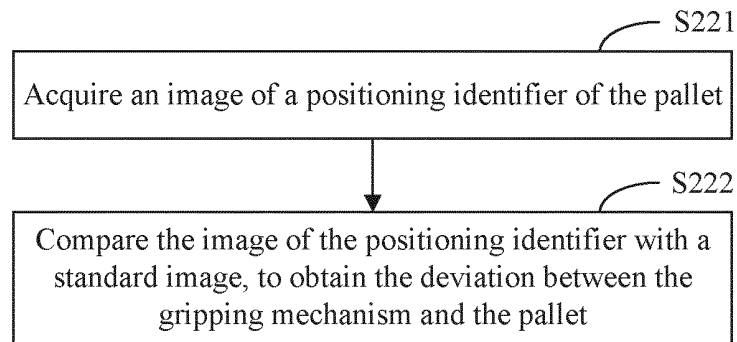 S221
Acquire an image of a positioning identifier of the pallet
S222
Compare the image of the positioning identifier with a
standard image, to obtain the deviation between the
gripping mechanism and the pallet